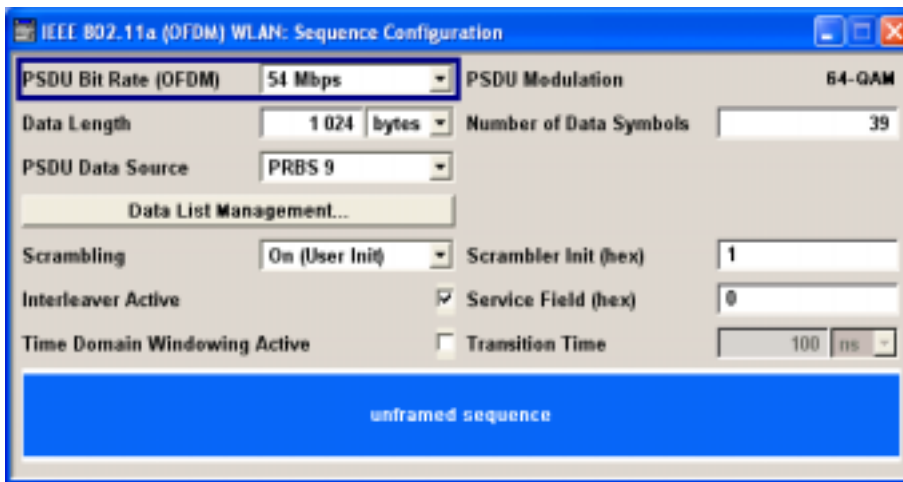 IEEE 802.11a (OFDM) WLAN: Sequence Configuration
PSDU Bit Rate (OFDM) 54 Mbps PSDU Modulation 64-QAM
Data Length 1 024 bytes Number of Data Symbols 39
PSDU Data Source PRBS 9
Data List Management...
Scrambling On (User Init) Scrambler Init (hex) 1
Interleaver Active Service Field (hex) 0
Time Domain Windowing Active Transition Time 100 ns
unframed sequence